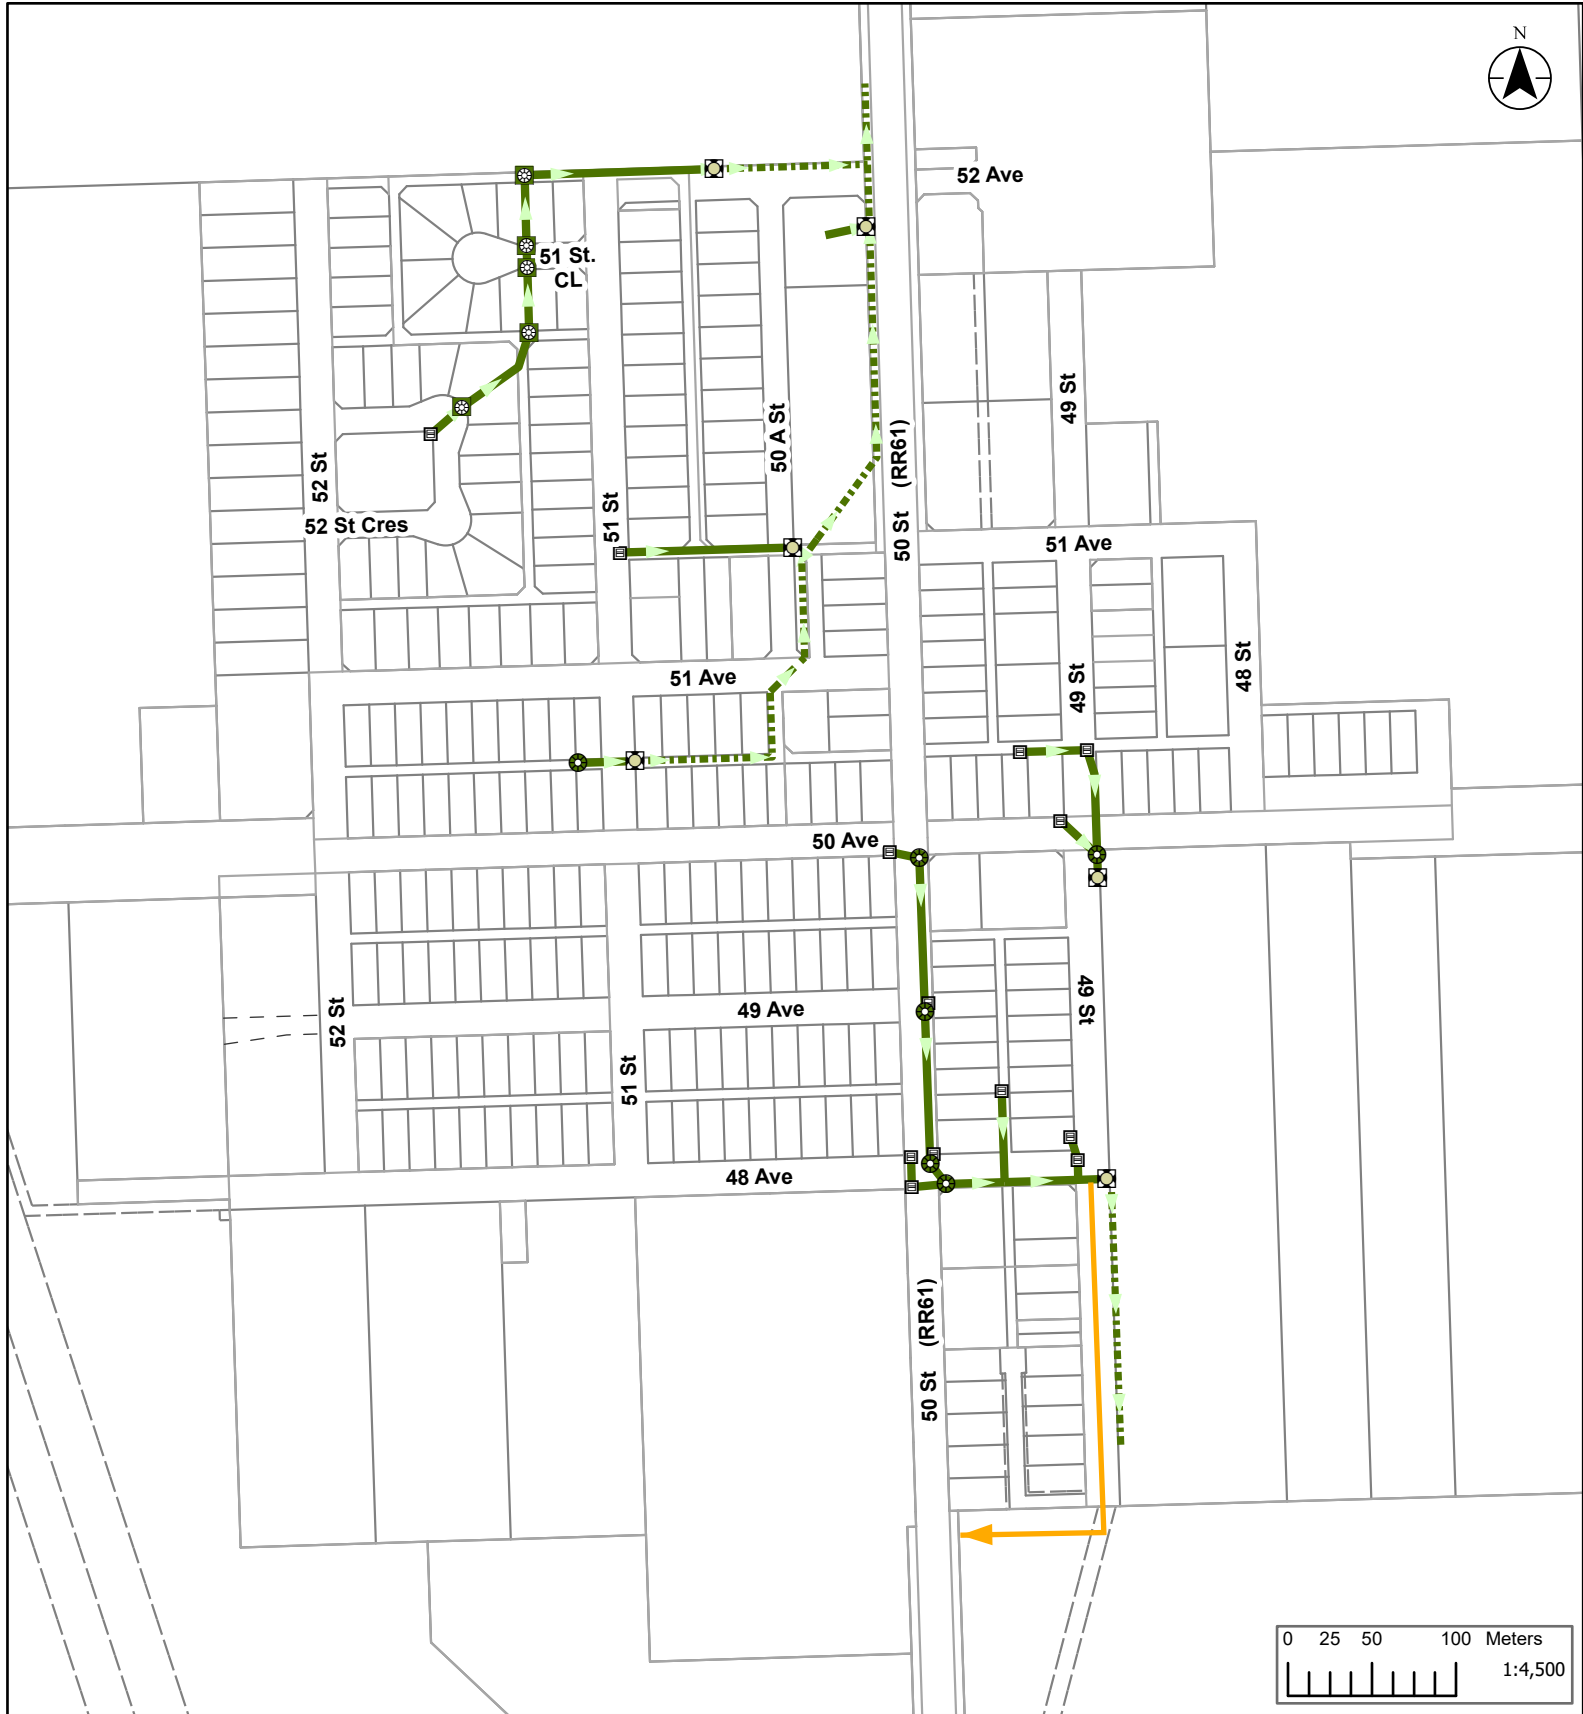 N
52 Ave
51 St.
CL
49 St
50 A St
52 St
50 St (RR61)
51 St
52 St Cres
51 Ave
51 Ave
49 St
48 St
50 Ave
49 Ave
49 St
52 St
51 St
48 Ave
50 St (RR61)
0 25 50 100 Meters
1:4,500